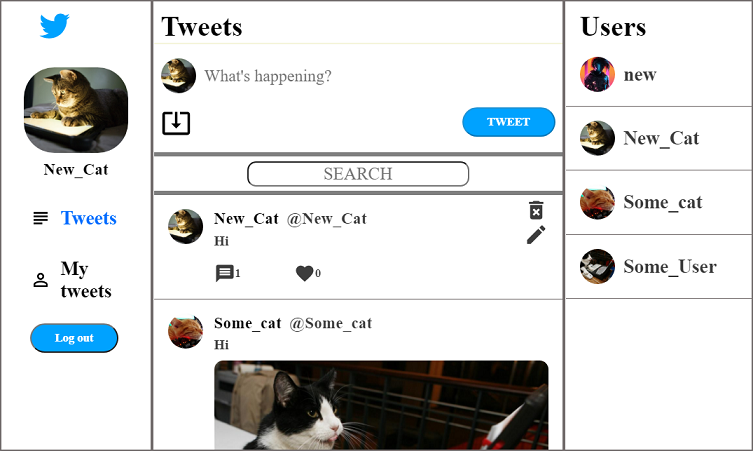 New_Cat
Tweets
My
tweets
Log out
Tweets
What's happening?
TWEET
SEARCH
New_Cat @New_Cat
Hi
1 0
Some_cat @Some_cat
Hi
Users
new
New_Cat
Some_cat
Some_User